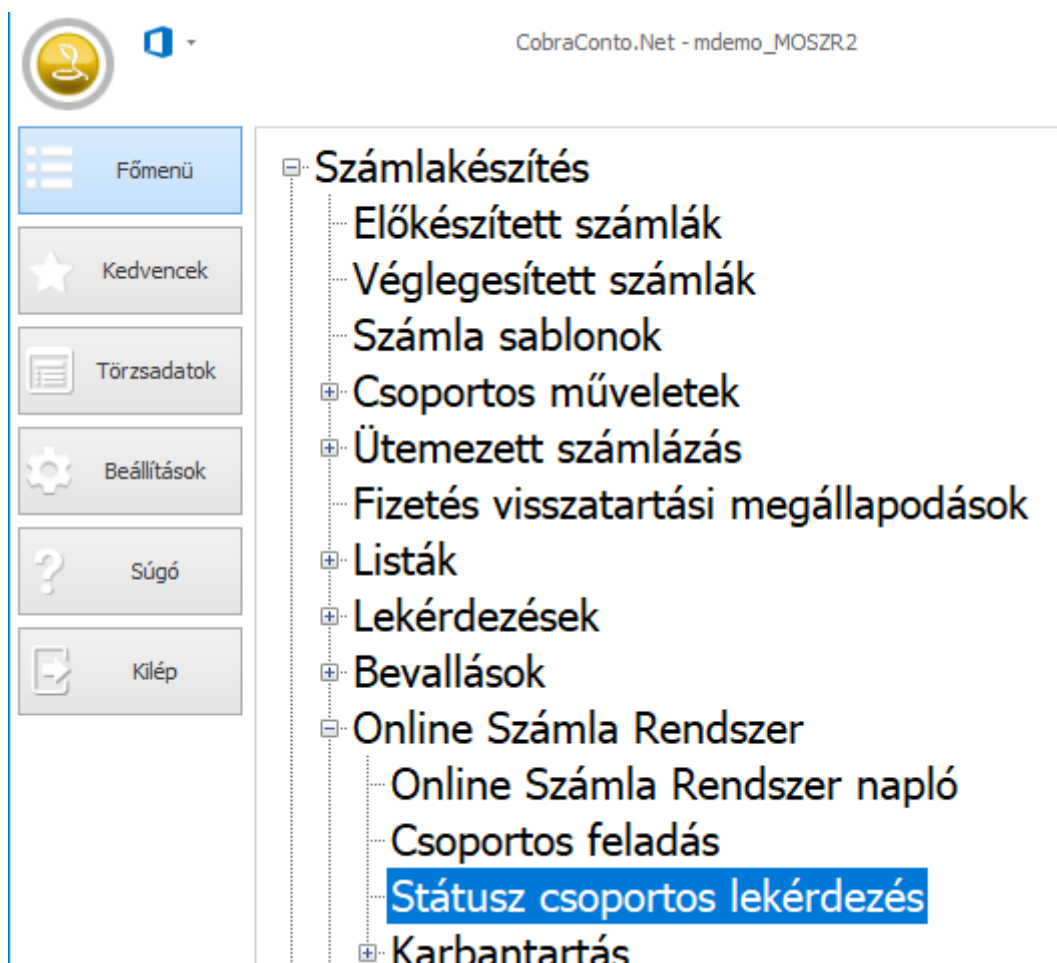 CobraConto.Net - mdemo_MOSZR2
Főmenü
Kedvencek
Törzsadatok
Beállítások
Súgó
Kilép
Számlakészítés
Előkészített számlák
Véglegesített számlák
Számla sablonok
Csoportos műveletek
Ütemezett számlázás
Fizetés visszatartási megállapodások
Listák
Lekérdezések
Bevallások
Online Számla Rendszer
Online Számla Rendszer napló
Csoportos feladás
Státusz csoportos lekérdezés
Karbantartás